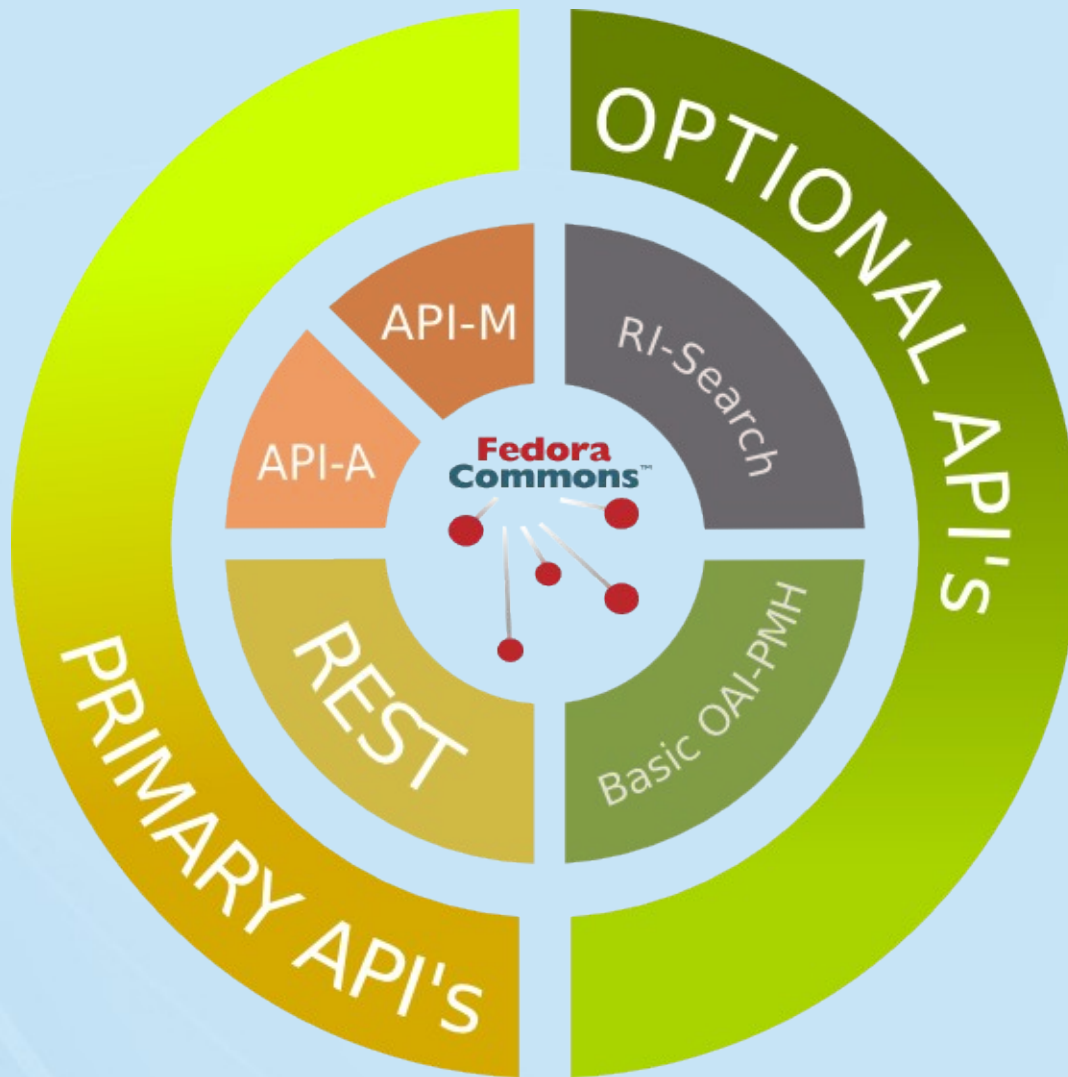 OPTIONAL API's
API-M
RI-Search
API-A
Fedora
Commons™
REST
Basic OAI-PMH
PRIMARY API's